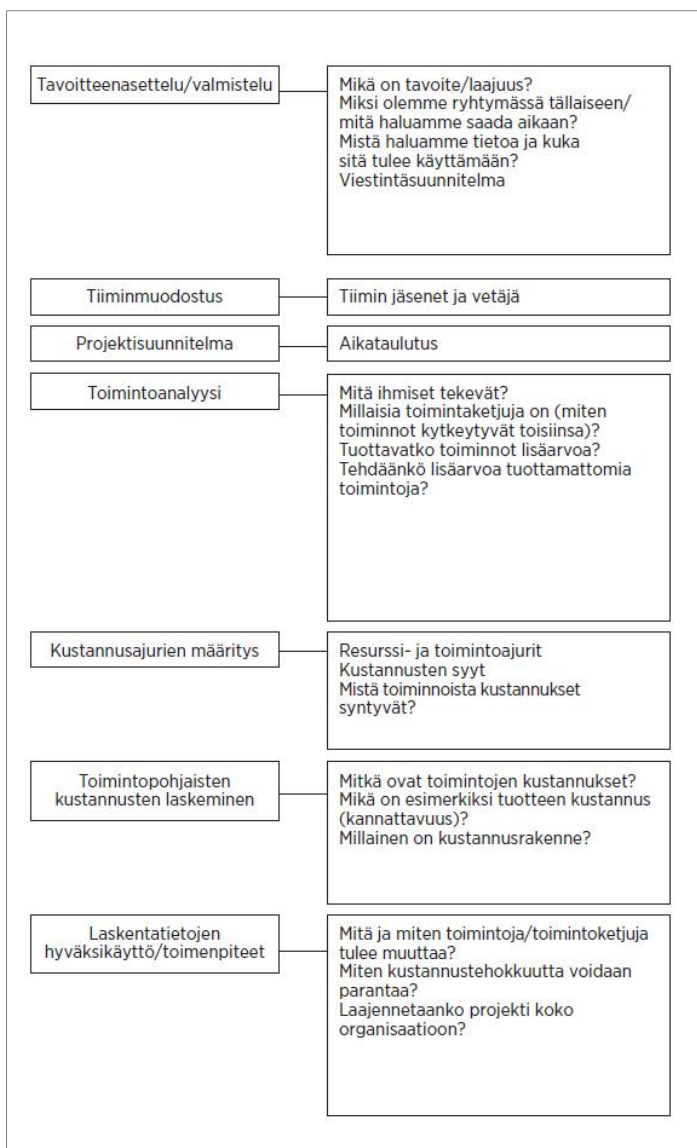 Tavoitteenasettelu/valmistelu
Mikä on tavoite/laajuus?
Miksi olemme ryhtymässä tällaiseen/
mitä haluamme saada aikaan?
Mistä haluamme tietoa ja kuka
sitä tulee käyttämään?
Viestintäsuunnitelma
Tiiminmuodostus
Tiimin jäsenet ja vetäjä
Projektisuunnitelma
Aikataulutus
Toimintoanalyysi
Mitä ihmiset tekevät?
Millaisia toimintaketjuja on (miten
toiminnot kytkeytyvät toisiinsa)?
Tuottavatko toiminnot lisäarvoa?
Tehdäänkö lisäarvoa tuottamattomia
toimintoja?
Kustannusajurien määritys
Resurssi- ja toimintoajurit
Kustannusten syyt
Mistä toiminnoista kustannukset
syntyvät?
Toimintopohjaisten
kustannusten laskeminen
Mitkä ovat toimintojen kustannukset?
Mikä on esimerkiksi tuotteen kustannus
(kannattavuus)?
Millainen on kustannusrakenne?
Laskentatietojen
hyväksikäyttö/toimenpiteet
Mitä ja miten toimintoja/toimintoketjuja
tulee muuttaa?
Miten kustannustehokkuutta voidaan
parantaa?
Laajennetaanko projekti koko
organisaatioon?